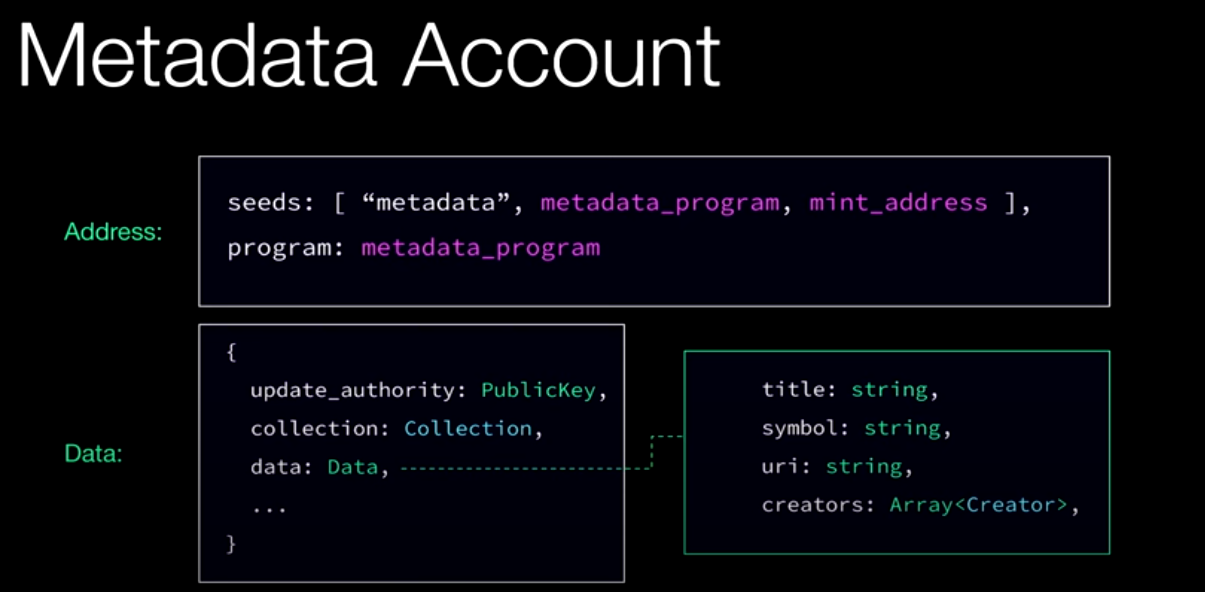 Metadata Account
Address:
seeds: [ “metadata”, metadata_program, mint_address ],
program: metadata_program
Data:
{
update_authority: PublicKey,
collection: Collection,
data: Data,
...
}
title: string,
symbol: string,
uri: string,
creators: Array<Creator>,